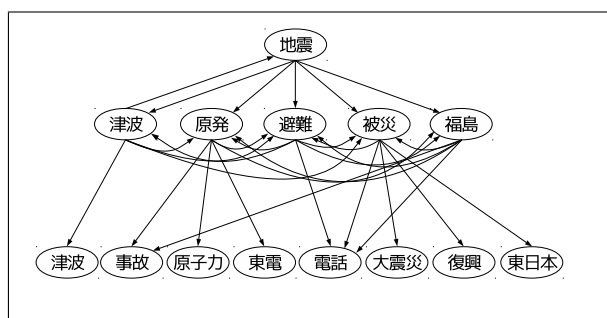 地震
津波 原発 避難 被災 福島
津波 事故 原子力 東電 電話 大震災 復興 東日本